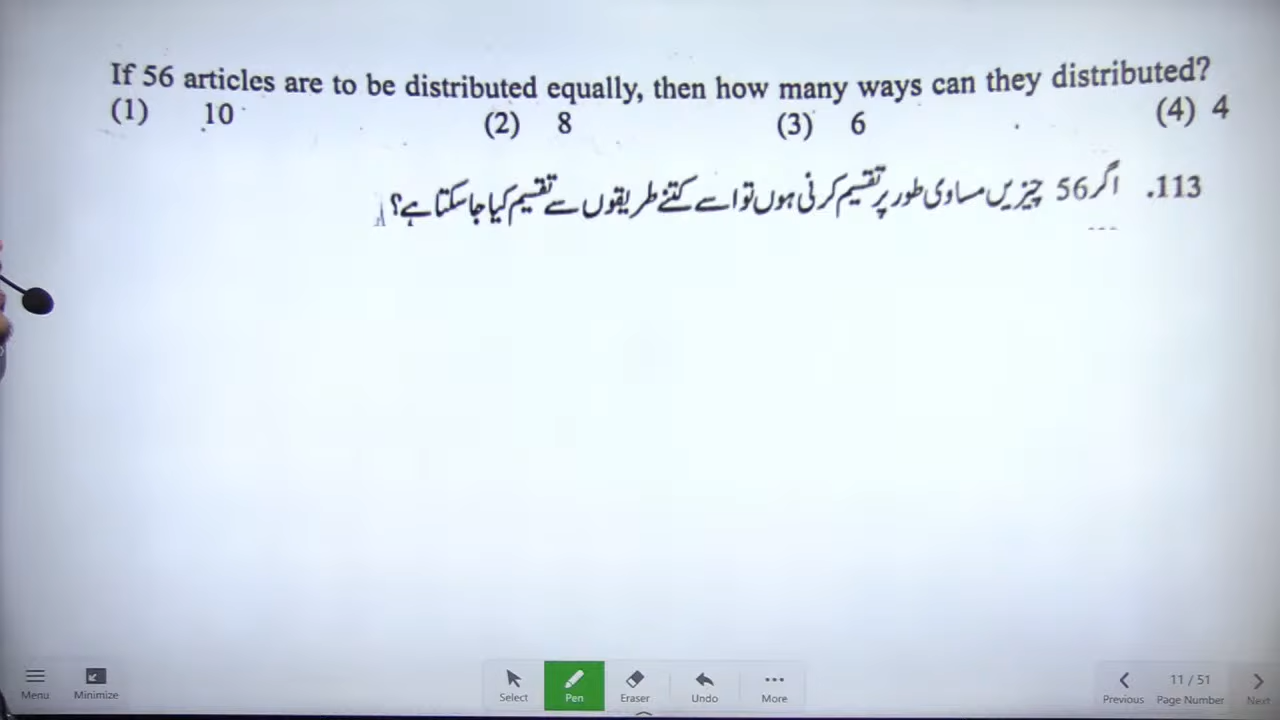 If 56 articles are to be distributed equally, then how many ways can they distributed?
(1) 10 (2) 8 (3) 6 (4) 4
113. اگر 56 چیزیں مساوی طور پر تقسیم کرنی ہوں تو اسے کتنے طریقوں سے تقسیم کیا جا سکتا ہے؟
Menu Minimize Select Pen Eraser Undo More Previous 11 / 51 Page Number Next